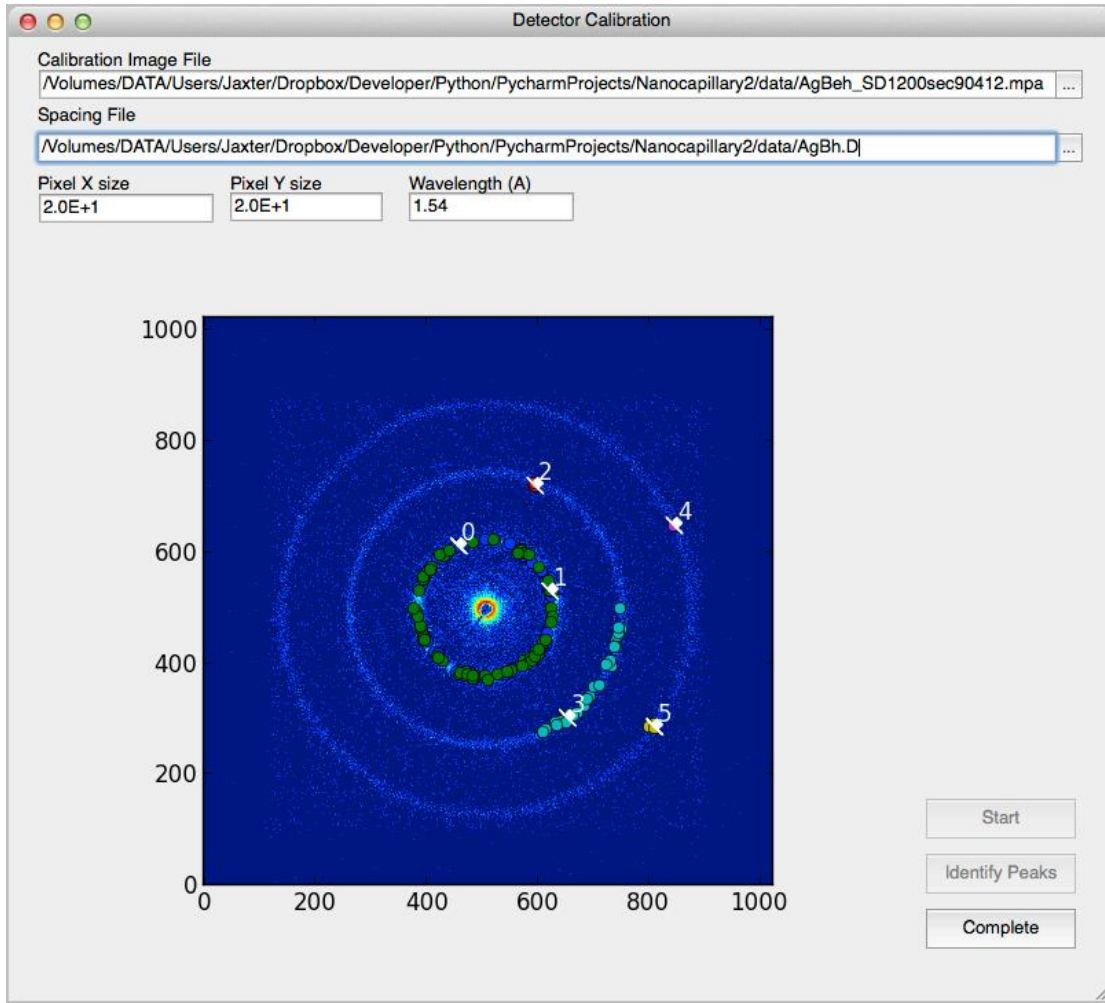 Detector Calibration
Calibration Image File
/Volumes/DATA/Users/Jaxter/Dropbox/Developer/Python/PycharmProjects/Nanocapillary2/data/AgBeh_SD1200sec90412.mpa ...
Spacing File
/Volumes/DATA/Users/Jaxter/Dropbox/Developer/Python/PycharmProjects/Nanocapillary2/data/AgBh.D ...
Pixel X size Pixel Y size Wavelength (A)
2.0E+1 2.0E+1 1.54
1000
800
2
4
600
0
1
400
3
5
200
0
0 200 400 600 800 1000
Start
Identify Peaks
Complete